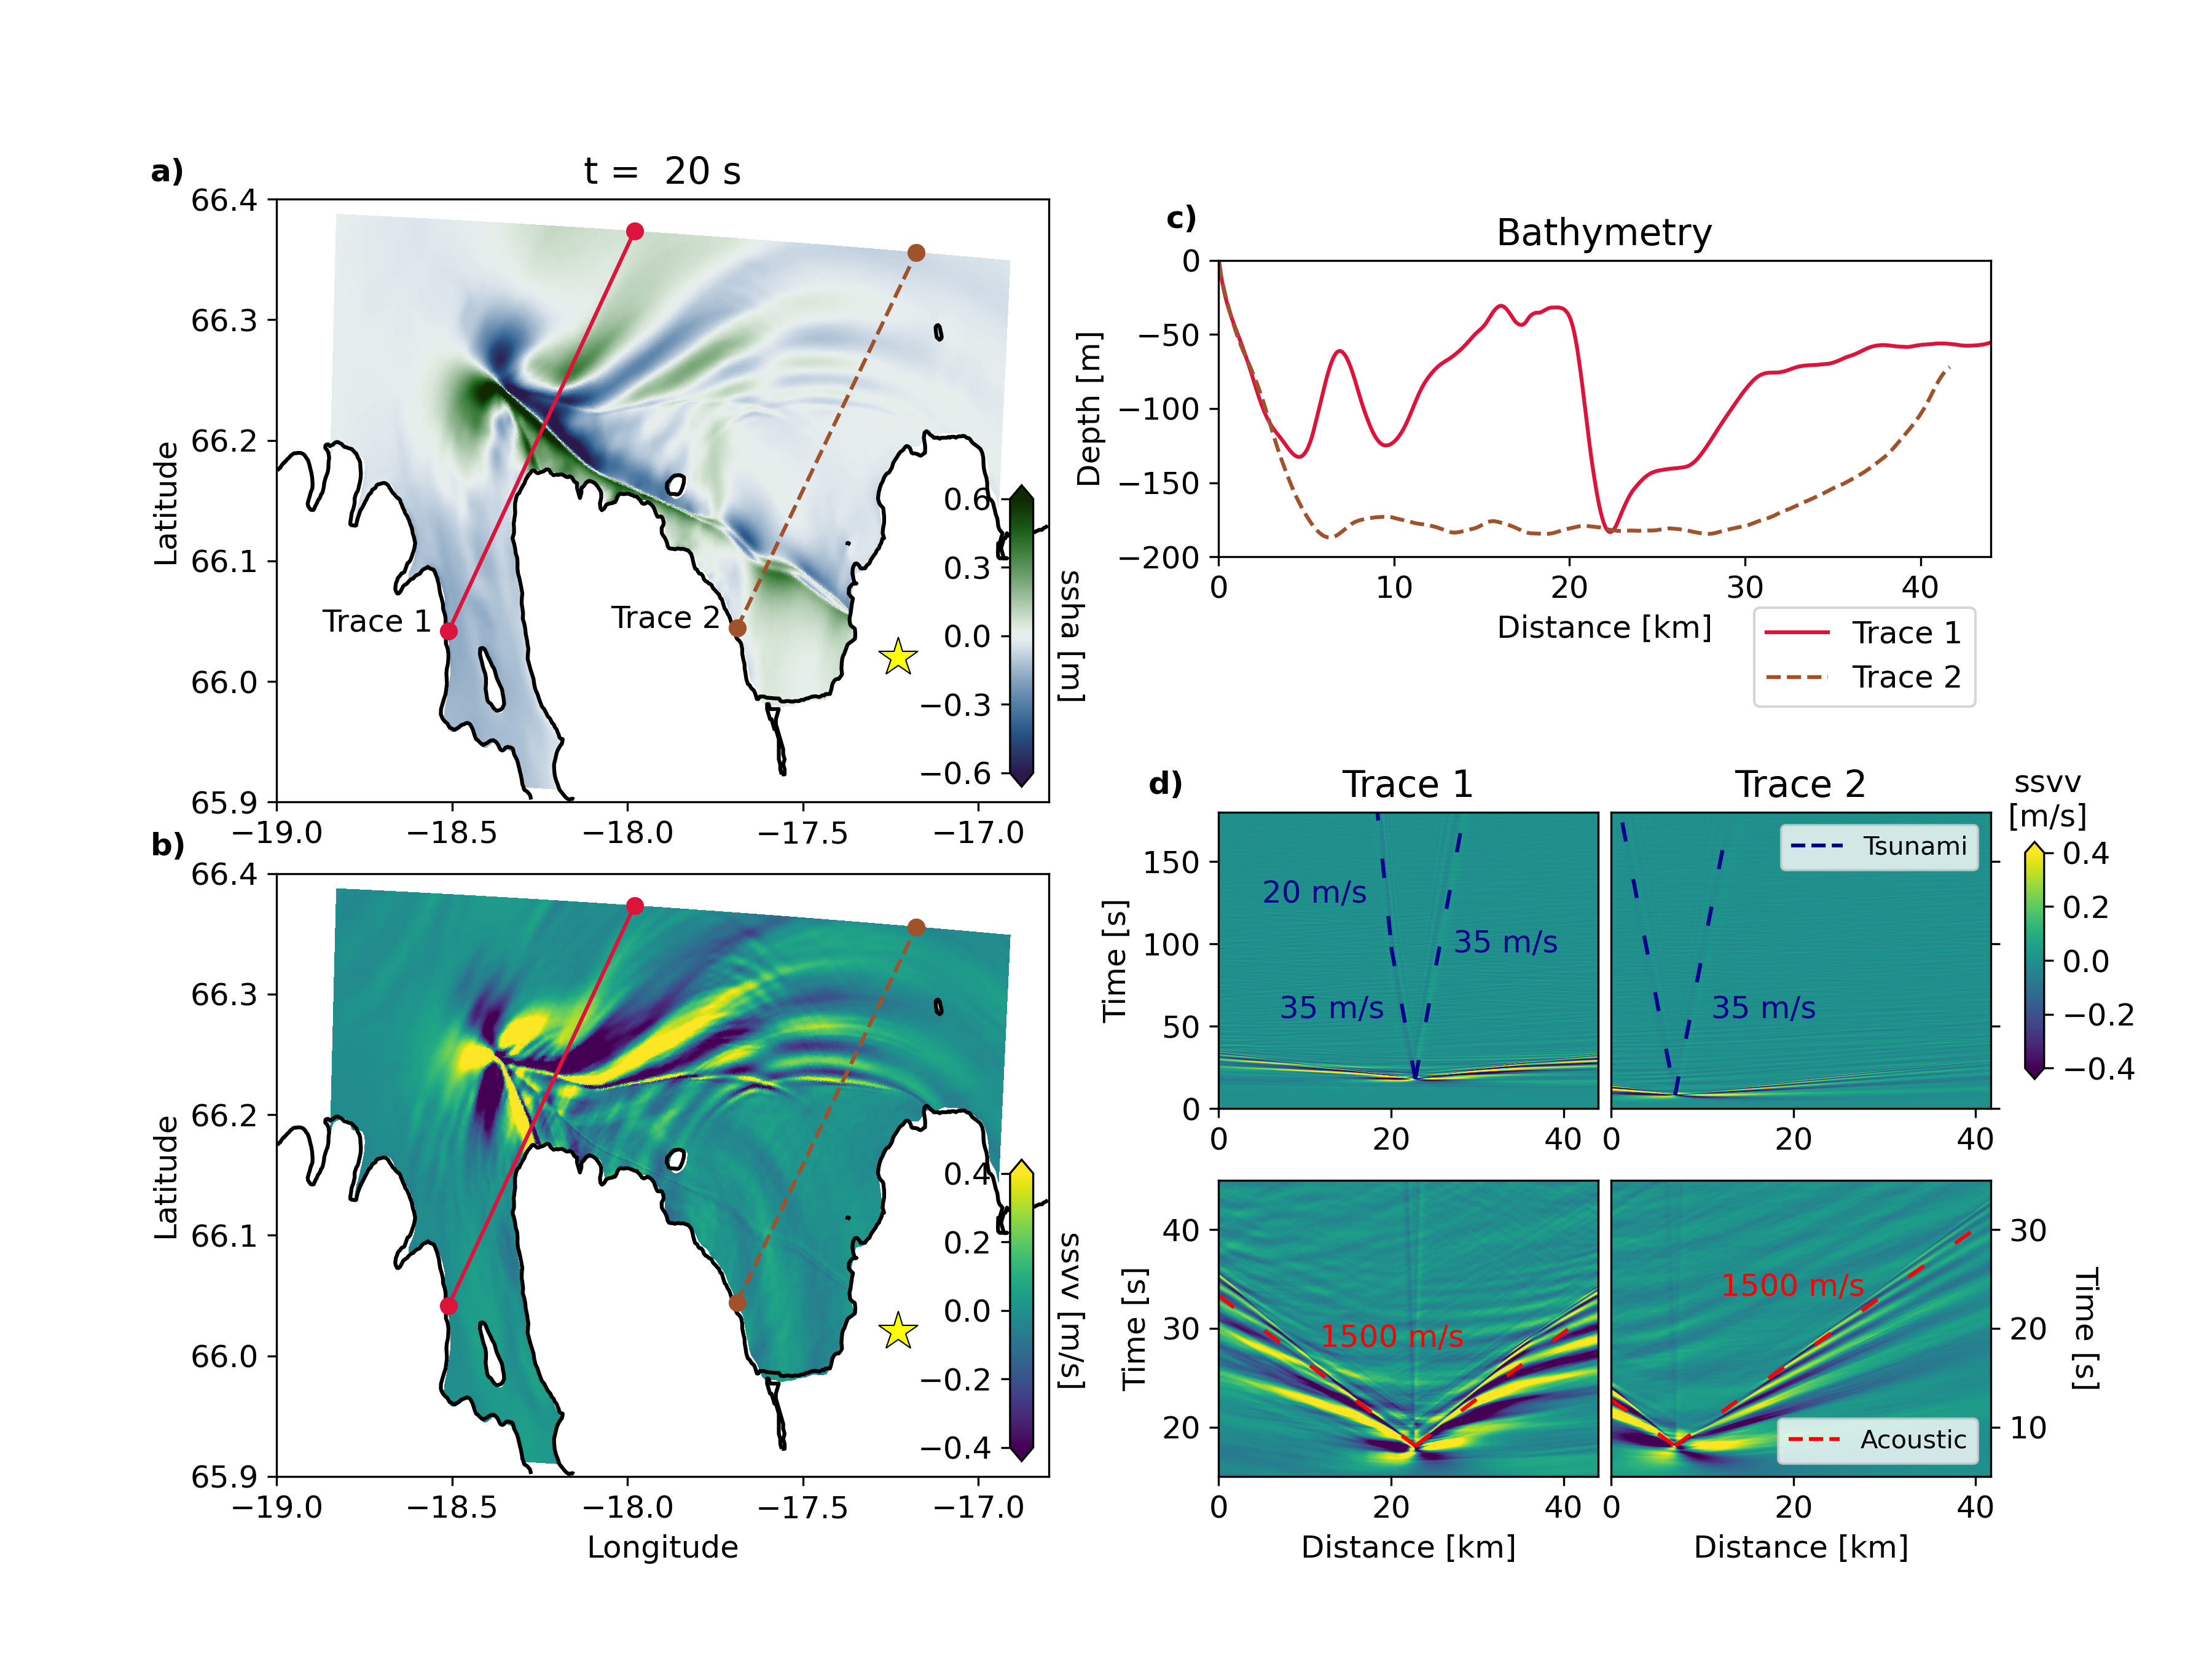 a)
t = 20 s
66.4
66.3
66.2
66.1
66.0
65.9
Latitude
−19.0 −18.5 −18.0 −17.5 −17.0
Trace 1
Trace 2
0.6
0.3
0.0
−0.3
−0.6
ssha [m]
b)
66.4
66.3
66.2
66.1
66.0
65.9
Latitude
−19.0 −18.5 −18.0 −17.5 −17.0
Longitude
0.4
0.2
0.0
−0.2
−0.4
ssvv [m/s]
c)
Bathymetry
0
−50
−100
−150
−200
Depth [m]
0 10 20 30 40
Distance [km]
Trace 1
Trace 2
d)
Trace 1
Trace 2
ssvv
[m/s]
150
100
50
0
Time [s]
20 m/s
35 m/s
35 m/s
0 20 40
Tsunami
35 m/s
0 20 40
0.4
0.2
0.0
−0.2
−0.4
40
30
20
Time [s]
1500 m/s
0 20 40
Distance [km]
1500 m/s
Acoustic
30
20
10
Time [s]
0 20 40
Distance [km]